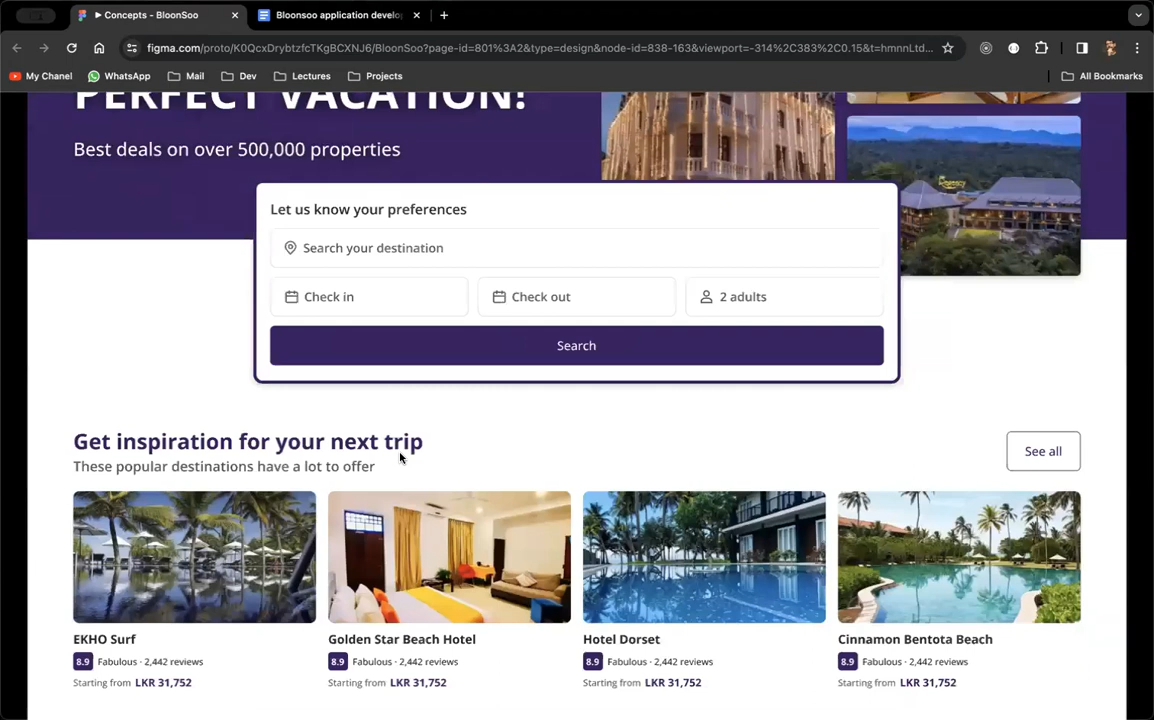 Concepts - BloonSoo
Bloonsoo application develo
figma.com/proto/K0QcxDrybtzfcTKgBCXNJ6/BloonSoo?page-id=801%3A2&type=design&node-id=838-163&viewport=-314%2C383%2C0.15&t=hmnnLtd...
My Chanel
WhatsApp
Mail
Dev
Lectures
Projects
All Bookmarks
PERFECT VACATION!
Best deals on over 500,000 properties
Let us know your preferences
Search your destination
Check in
Check out
2 adults
Search
Get inspiration for your next trip
These popular destinations have a lot to offer
See all
EKHO Surf
8.9 Fabulous · 2,442 reviews
Starting from LKR 31,752
Golden Star Beach Hotel
8.9 Fabulous · 2,442 reviews
Starting from LKR 31,752
Hotel Dorset
8.9 Fabulous · 2,442 reviews
Starting from LKR 31,752
Cinnamon Bentota Beach
8.9 Fabulous · 2,442 reviews
Starting from LKR 31,752